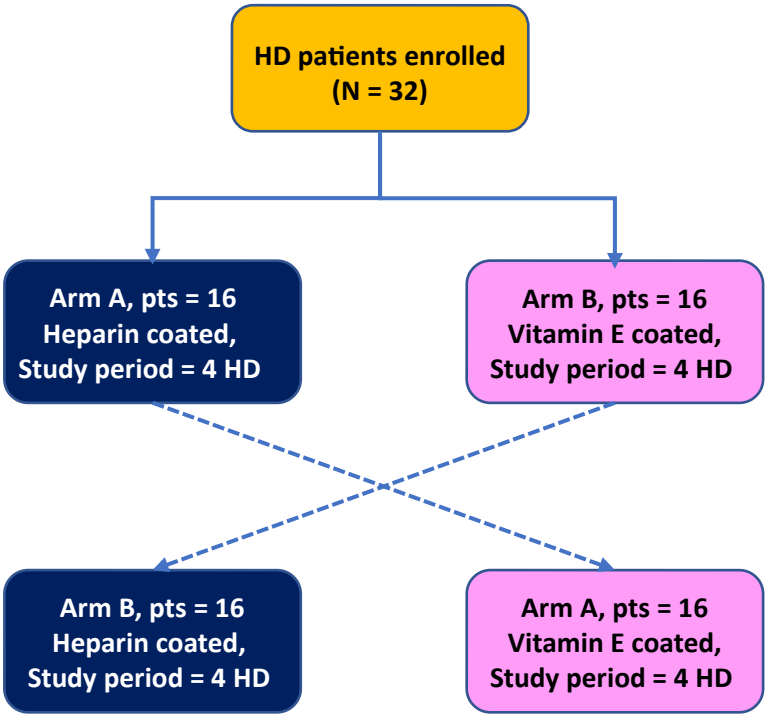 HD patients enrolled
(N = 32)
Arm A, pts = 16
Heparin coated,
Study period = 4 HD
Arm B, pts = 16
Vitamin E coated,
Study period = 4 HD
Arm B, pts = 16
Heparin coated,
Study period = 4 HD
Arm A, pts = 16
Vitamin E coated,
Study period = 4 HD